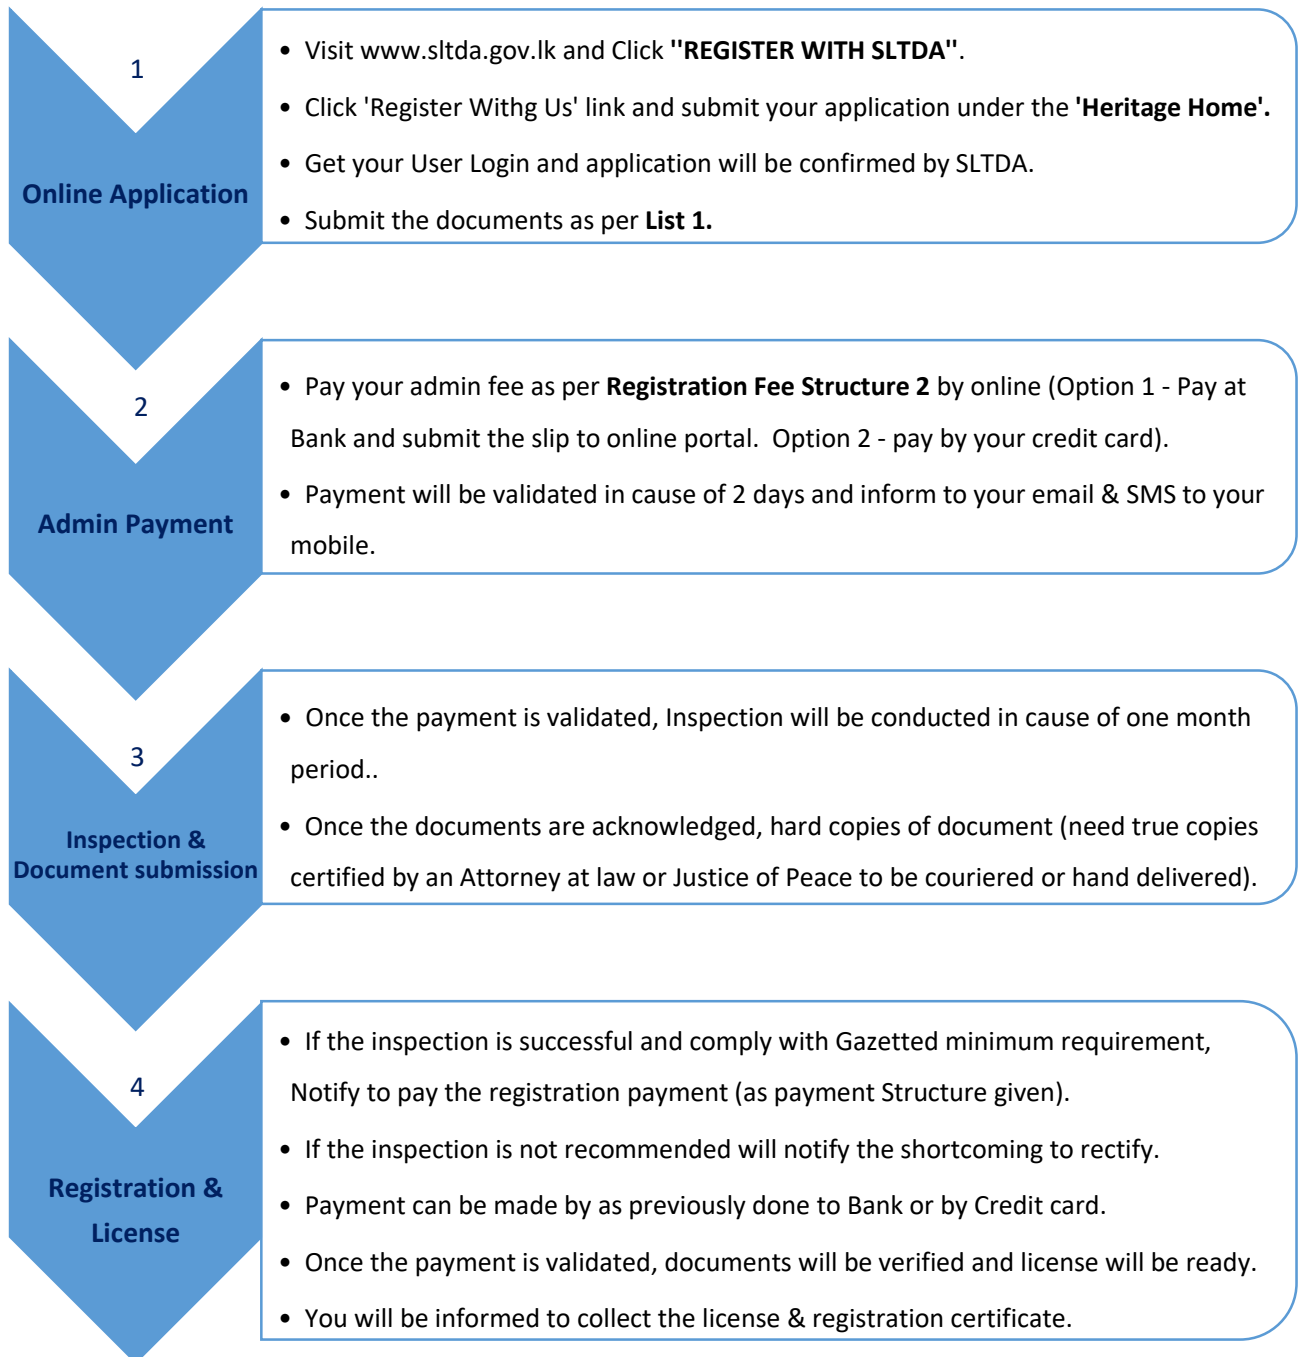 1
Online Application
• Visit www.sltda.gov.lk and Click ''REGISTER WITH SLTDA''.
• Click 'Register Withg Us' link and submit your application under the 'Heritage Home'.
• Get your User Login and application will be confirmed by SLTDA.
• Submit the documents as per List 1.
2
Admin Payment
• Pay your admin fee as per Registration Fee Structure 2 by online (Option 1 - Pay at
Bank and submit the slip to online portal. Option 2 - pay by your credit card).
• Payment will be validated in cause of 2 days and inform to your email & SMS to your
mobile.
3
Inspection &
Document submission
• Once the payment is validated, Inspection will be conducted in cause of one month
period..
• Once the documents are acknowledged, hard copies of document (need true copies
certified by an Attorney at law or Justice of Peace to be couriered or hand delivered).
4
Registration &
License
• If the inspection is successful and comply with Gazetted minimum requirement,
Notify to pay the registration payment (as payment Structure given).
• If the inspection is not recommended will notify the shortcoming to rectify.
• Payment can be made by as previously done to Bank or by Credit card.
• Once the payment is validated, documents will be verified and license will be ready.
• You will be informed to collect the license & registration certificate.